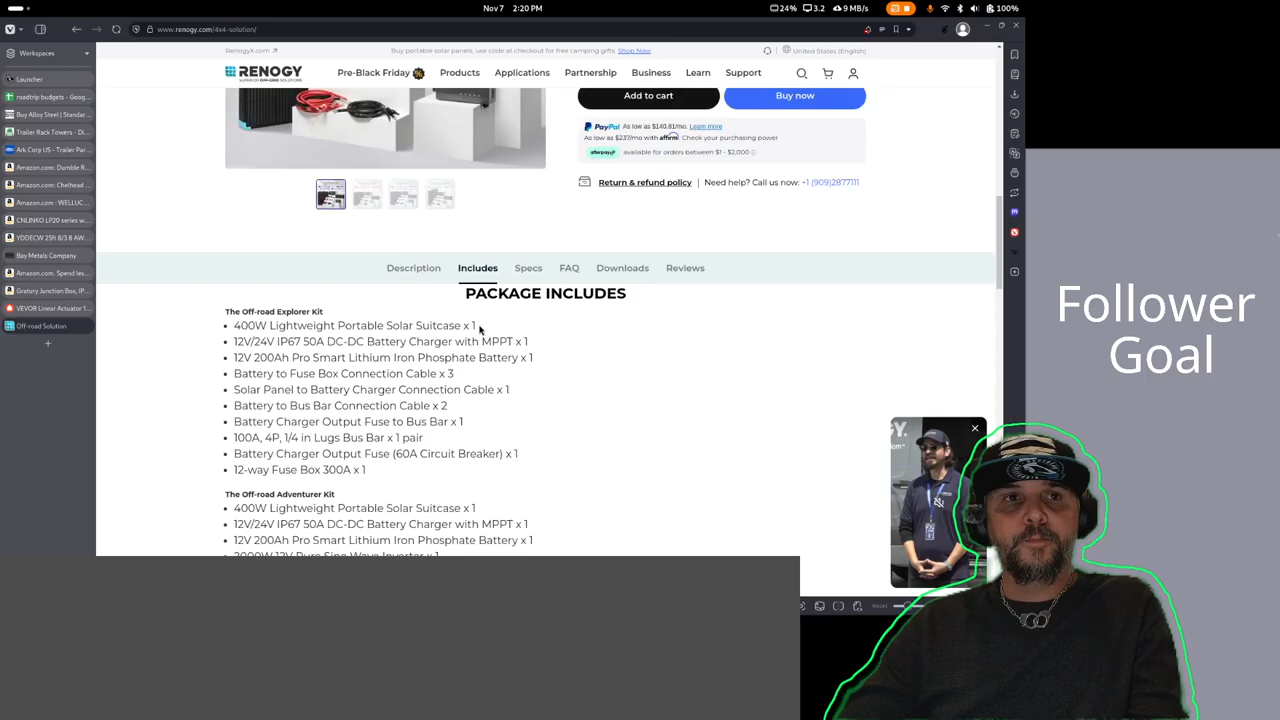 Nov 7 2:20 PM
24% 3.2 9 MB/s 100%
www.renogy.com/4x4-solution/
Workspaces
Launcher
roadtrip budgets - Goog...
Buy Alloy Steel | Standar...
Trailer Rack Towers - Di...
Ark Corp US - Trailer Par...
Amazon.com: Dumble R...
Amazon.com: Chelhead ...
Amazon.com : WELLUC...
CNLINKO LP20 series w...
YDDECW 25ft 8/3 8 AW...
Bay Metals Company
Amazon.com. Spend les...
Gratury Junction Box, IP...
VEVOR Linear Actuator 1...
Off-road Solution
RenogyX.com
Buy portable solar panels, use code at checkout for free camping gifts Shop Now
United States (English)
RENOGY
Pre-Black Friday Products Applications Partnership Business Learn Support
Add to cart
Buy now
PayPal As low as $140.81/mo. Learn more
As low as $237/mo with affirm. Check your purchasing power
afterpay available for orders between $1 - $2,000
Return & refund policy | Need help? Call us now: +1 (909)2877111
Description Includes Specs FAQ Downloads Reviews
PACKAGE INCLUDES
The Off-road Explorer Kit
• 400W Lightweight Portable Solar Suitcase x 1
• 12V/24V IP67 50A DC-DC Battery Charger with MPPT x 1
• 12V 200Ah Pro Smart Lithium Iron Phosphate Battery x 1
• Battery to Fuse Box Connection Cable x 3
• Solar Panel to Battery Charger Connection Cable x 1
• Battery to Bus Bar Connection Cable x 2
• Battery Charger Output Fuse to Bus Bar x 1
• 100A, 4P, 1/4 in Lugs Bus Bar x 1 pair
• Battery Charger Output Fuse (60A Circuit Breaker) x 1
• 12-way Fuse Box 300A x 1
The Off-road Adventurer Kit
• 400W Lightweight Portable Solar Suitcase x 1
• 12V/24V IP67 50A DC-DC Battery Charger with MPPT x 1
• 12V 200Ah Pro Smart Lithium Iron Phosphate Battery x 1
• 2000W 12V Pure Sine Wave Inverter x 1
Reset
Follower
Goal